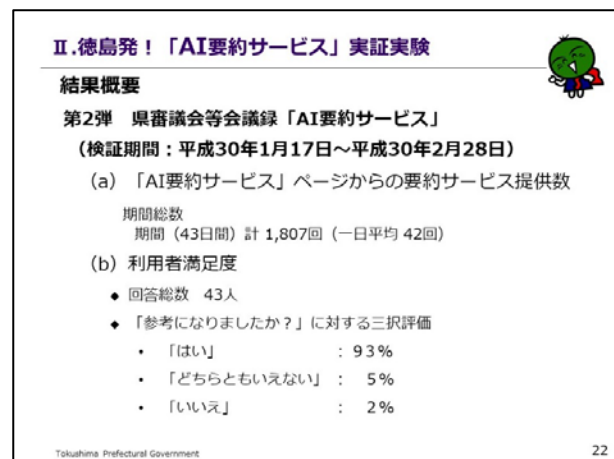 Ⅱ.徳島発！「AI要約サービス」実証実験
結果概要
第2弾　県審議会等会議録「AI要約サービス」
（検証期間：平成30年1月17日～平成30年2月28日）
（a）「AI要約サービス」ページからの要約サービス提供数
期間総数
期間（43日間）計 1,807回（一日平均 42回）
（b）利用者満足度
◆ 回答総数　43人
◆ 「参考になりましたか？」に対する三択評価
・ 「はい」　：93%
・ 「どちらともいえない」：　5%
・ 「いいえ」　：　2%
Tokushima Prefectural Government
22